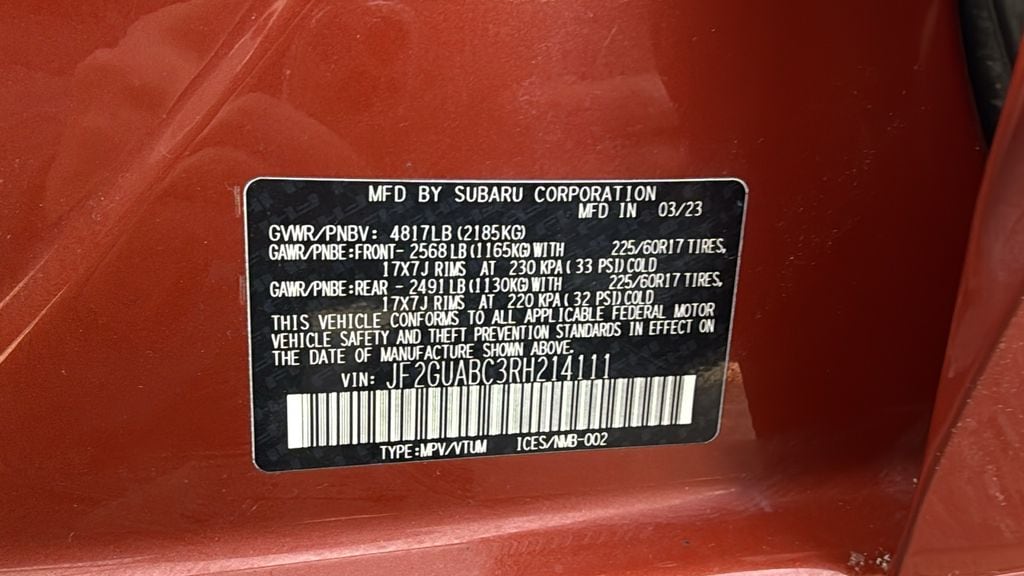 MFD BY SUBARU CORPORATION
MFD IN 03/23
GVWR/PNBV: 4817LB (2185KG)
GAWR/PNBE:FRONT- 2568LB (1165KG) WITH 225/60R17 TIRES,
17X7J RIMS AT 230 KPA ( 33 PSI) COLD
GAWR/PNBE:REAR - 2491LB (1130KG) WITH 225/60R17 TIRES,
17X7J RIMS AT 220 KPA ( 32 PSI) COLD
THIS VEHICLE CONFORMS TO ALL APPLICABLE FEDERAL MOTOR
VEHICLE SAFETY AND THEFT PREVENTION STANDARDS IN EFFECT ON
THE DATE OF MANUFACTURE SHOWN ABOVE.
VIN: JF2GUABC3RH214111
TYPE:MPV/VTUM ICES/NMB-002